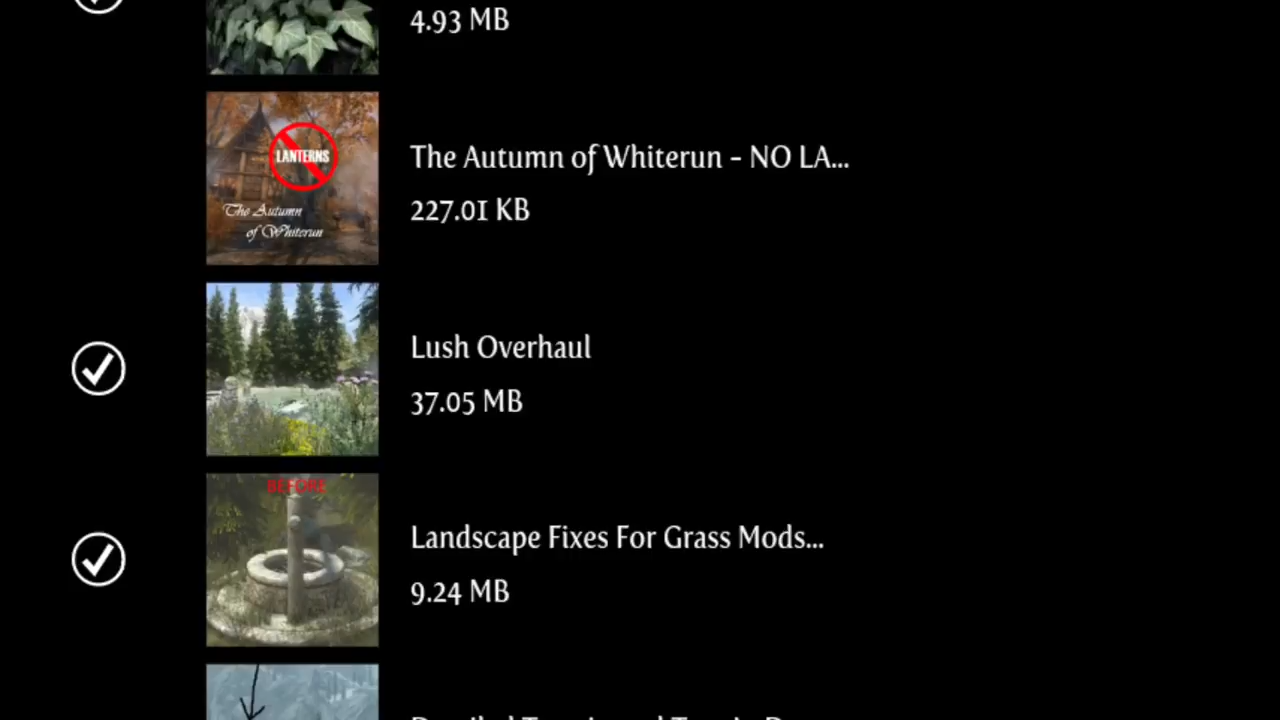 4.93 MB
LANTERNS
The Autumn
of Whiterun
The Autumn of Whiterun - NO LA...
227.01 KB
Lush Overhaul
37.05 MB
BEFORE
Landscape Fixes For Grass Mods...
9.24 MB